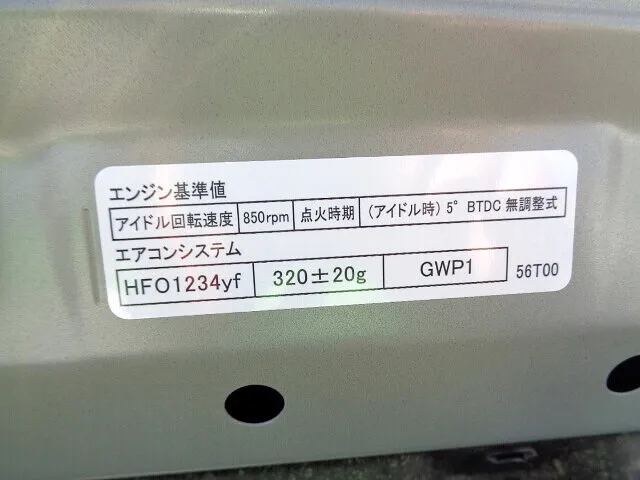 エンジン基準値
アイドル回転速度 850rpm 点火時期 (アイドル時) 5° BTDC 無調整式
エアコンシステム
HFO1234yf 320±20g GWP1 56T00